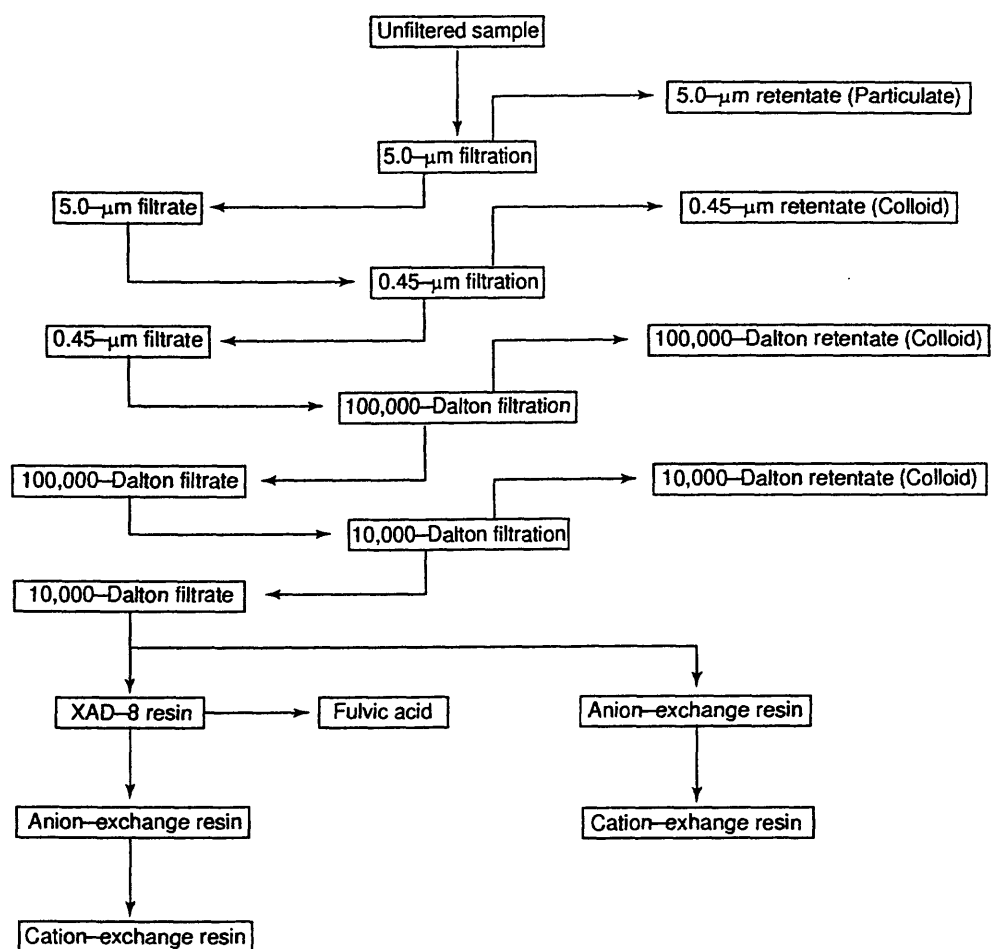 Unfiltered sample
5.0–μm retentate (Particulate)
5.0–μm filtration
5.0–μm filtrate
0.45–μm retentate (Colloid)
0.45–μm filtration
0.45–μm filtrate
100,000–Dalton retentate (Colloid)
100,000–Dalton filtration
100,000–Dalton filtrate
10,000–Dalton retentate (Colloid)
10,000–Dalton filtration
10,000–Dalton filtrate
XAD–8 resin
Fulvic acid
Anion–exchange resin
Anion–exchange resin
Cation–exhange resin
Cation–exchange resin